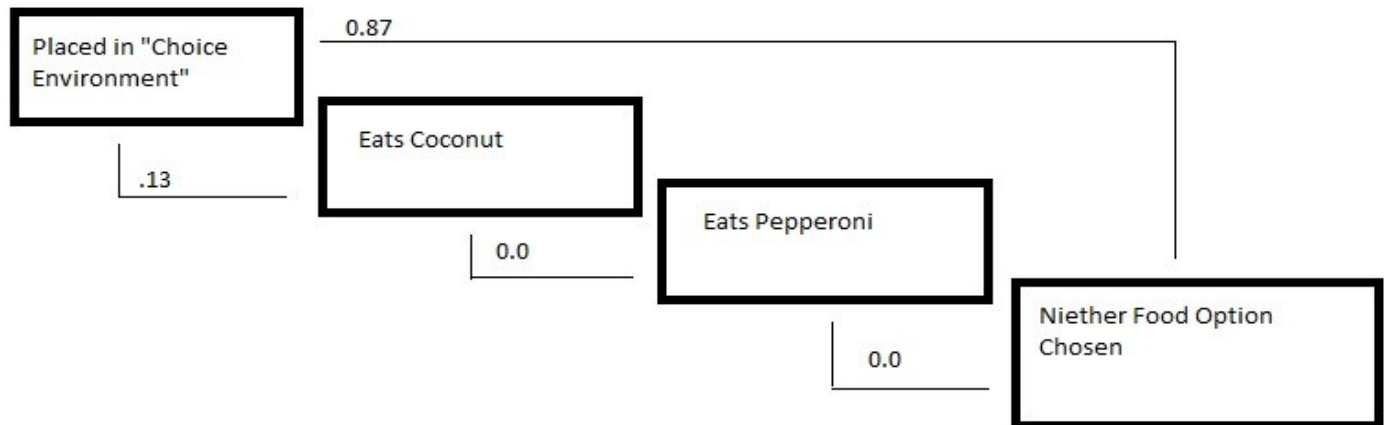 0.87
Placed in "Choice
Environment"
Eats Coconut
.13
Eats Pepperoni
0.0
Niether Food Option
Chosen
0.0